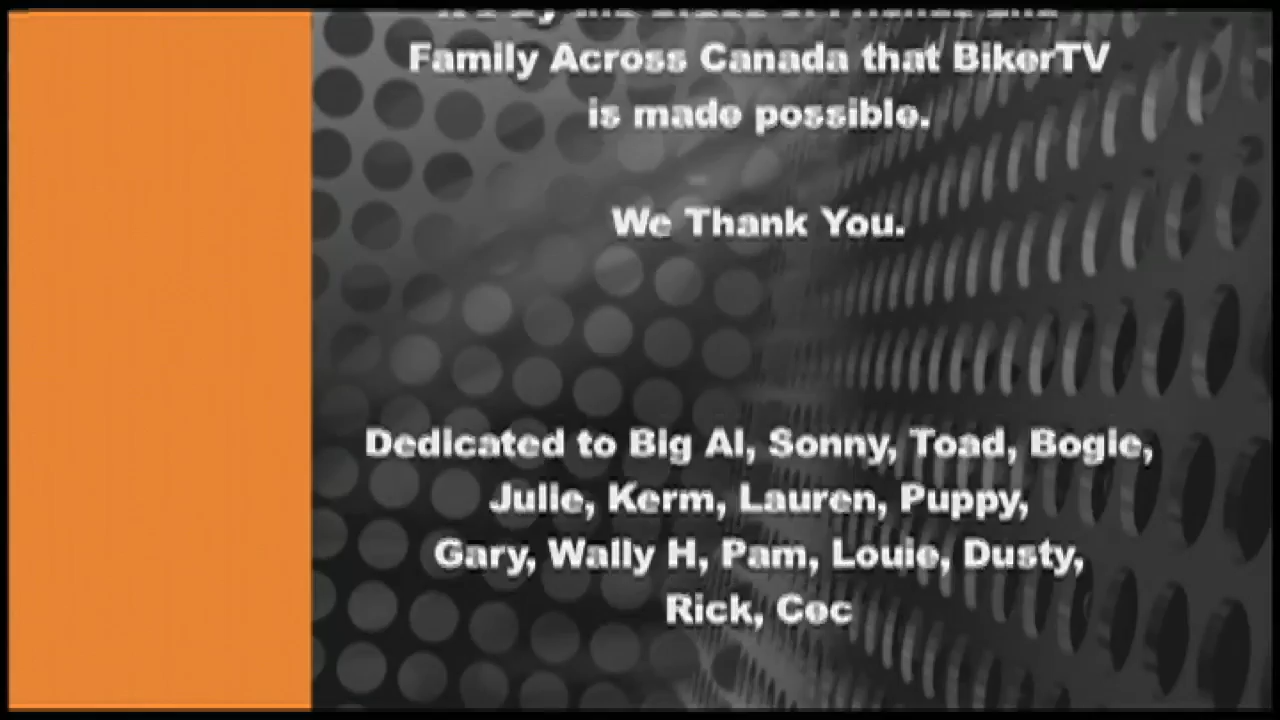 Family Across Canada that BikerTV
is made possible.
We Thank You.
Dedicated to Big Al, Sonny, Toad, Bogie,
Julie, Kerm, Lauren, Puppy,
Gary, Wally H, Pam, Louie, Dusty,
Rick, Coc